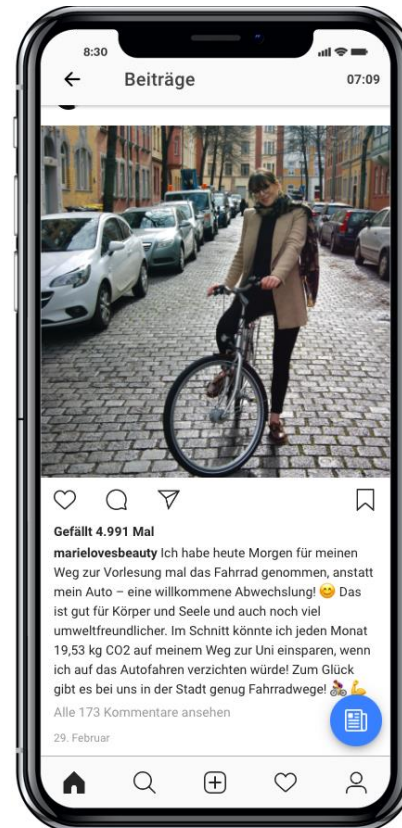 8:30
Beiträge
07:09
Gefällt 4.991 Mal
marielovesbeauty Ich habe heute Morgen für meinen
Weg zur Vorlesung mal das Fahrrad genommen, anstatt
mein Auto – eine willkommene Abwechslung! 😊 Das
ist gut für Körper und Seele und auch noch viel
umweltfreundlicher. Im Schnitt könnte ich jeden Monat
19,53 kg CO2 auf meinem Weg zur Uni einsparen, wenn
ich auf das Autofahren verzichten würde! Zum Glück
gibt es bei uns in der Stadt genug Fahrradwege! 🚴💪
Alle 173 Kommentare ansehen
29. Februar